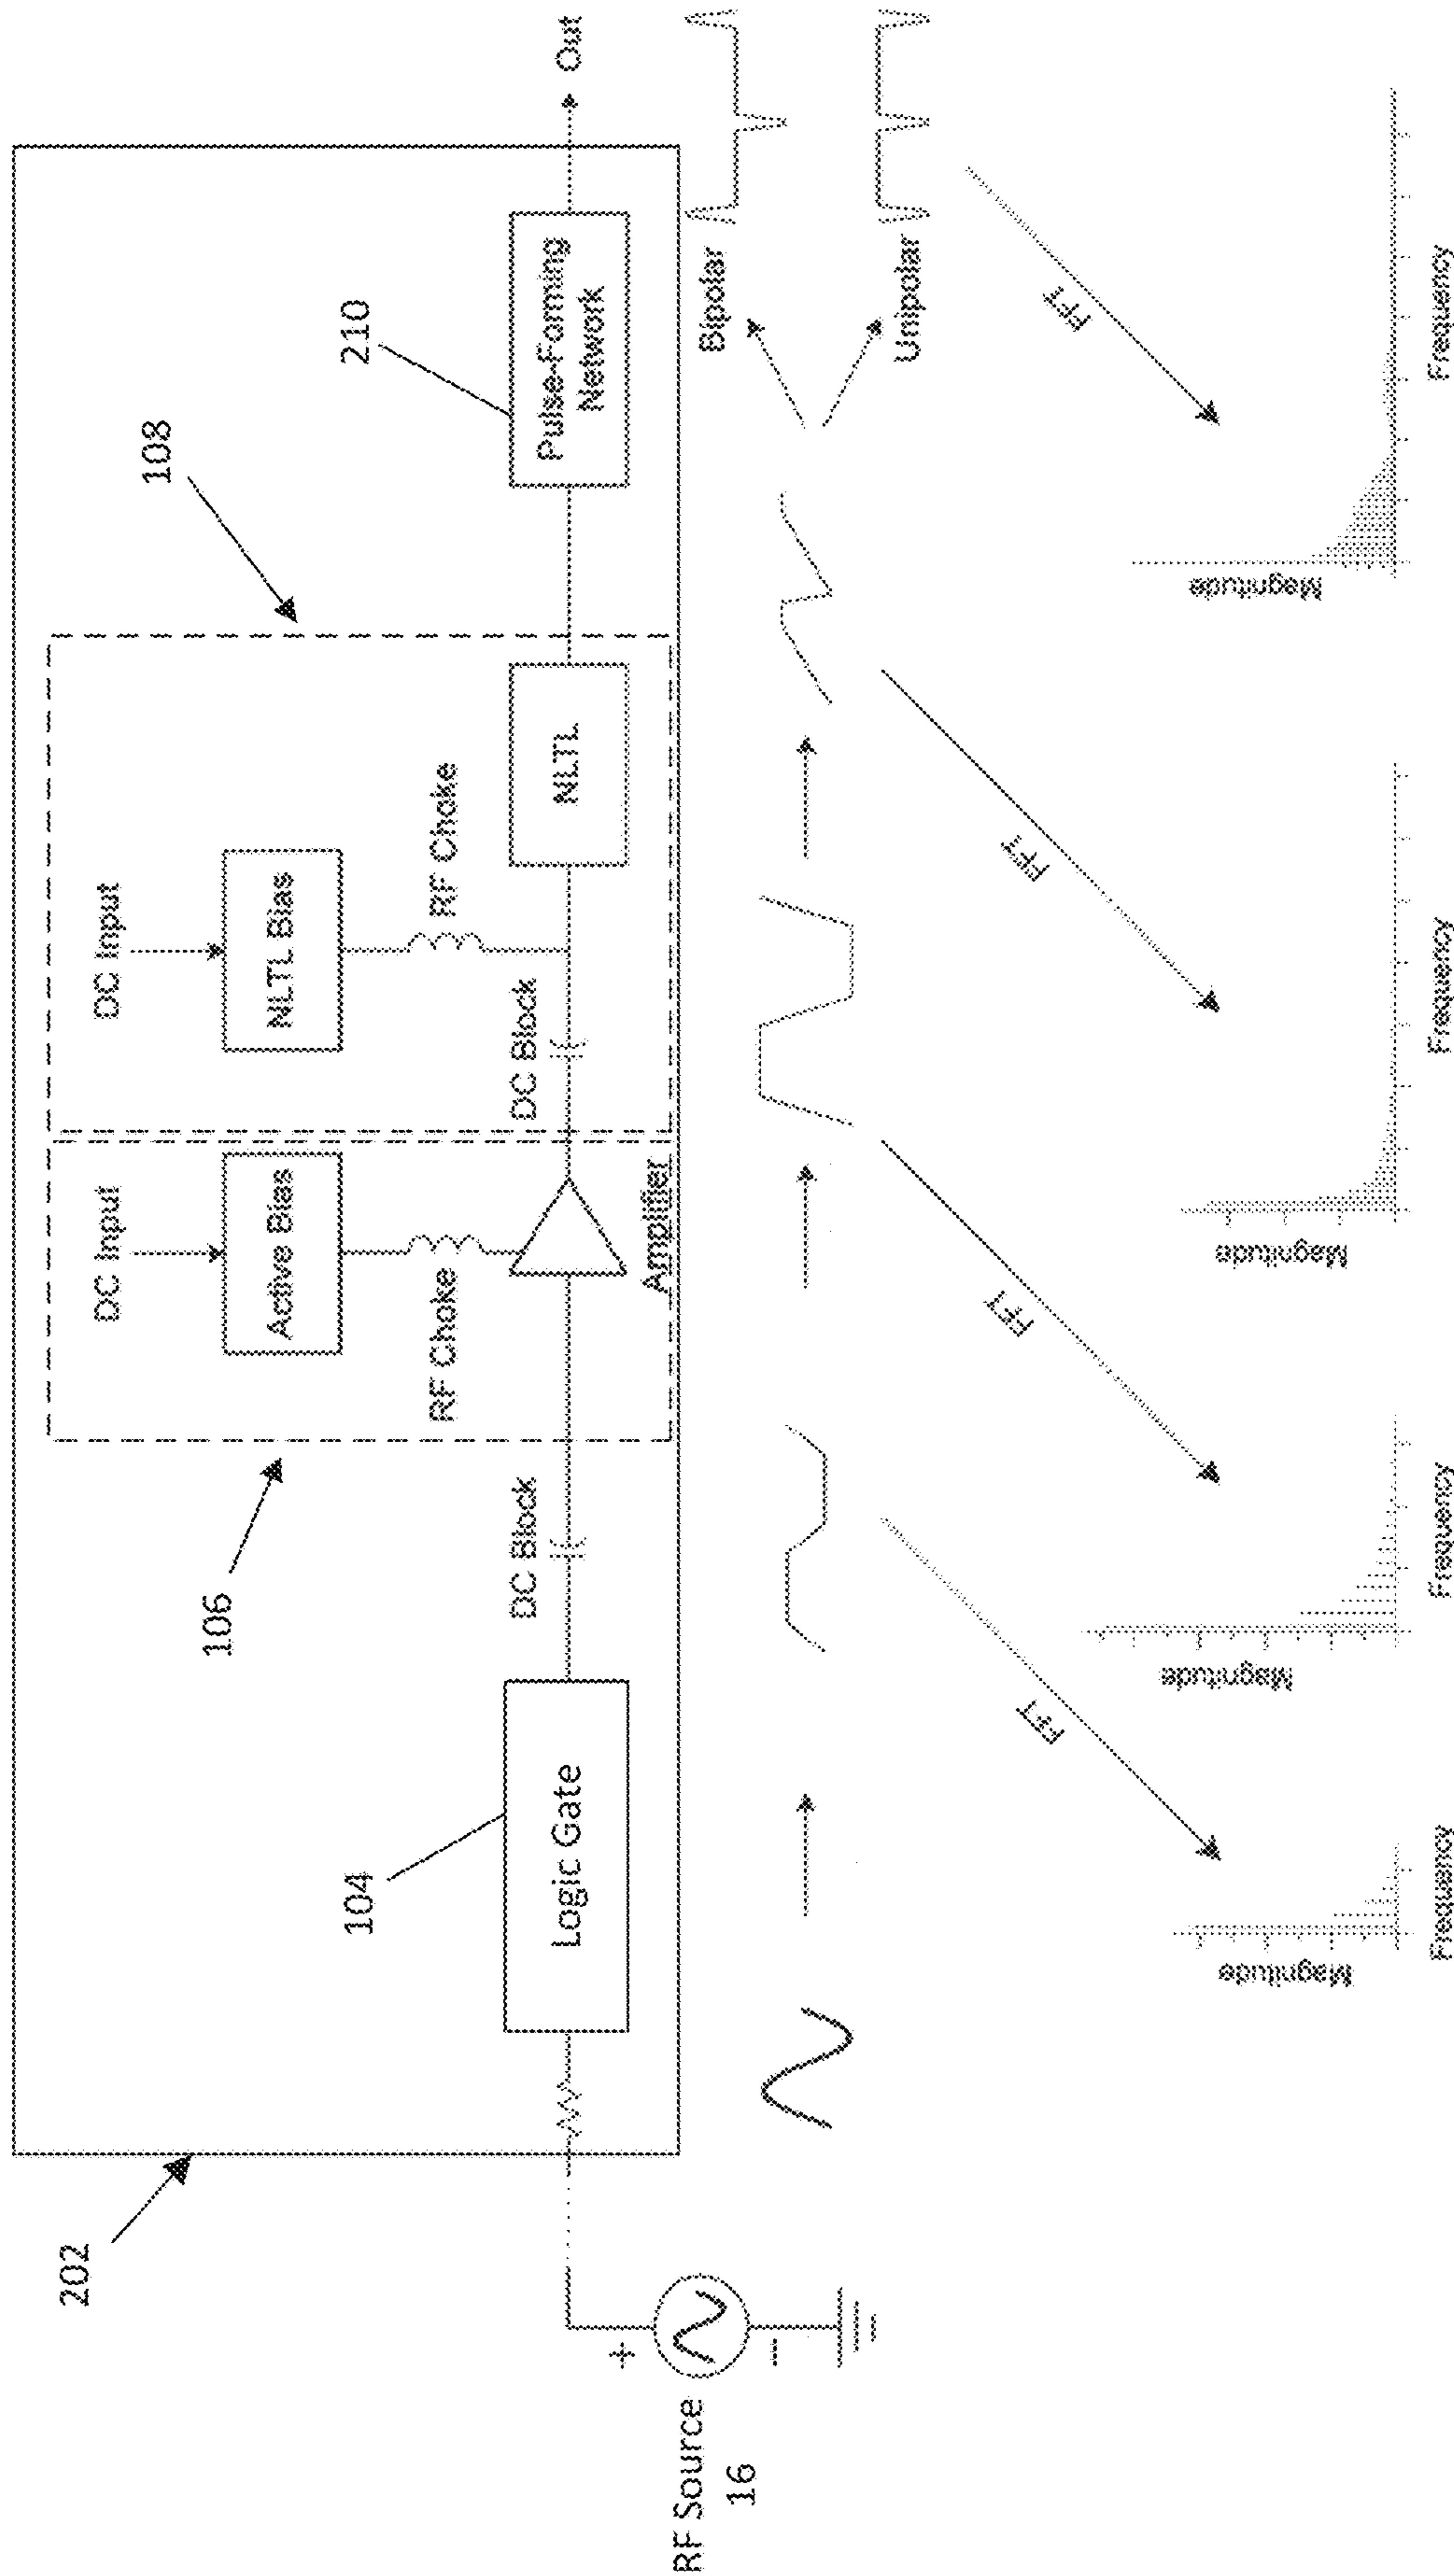 202
106
108
DC Input
DC Input
Active Bias
NLTL Bias
104
210
RF Choke
RF Choke
Logic Gate
DC Block
DC Block
NLTL
Pulse-Forming
Network
Out
Amplifier
+
RF Source
16
−
Bipolar
Unipolar
FFT
FFT
FFT
FFT
Magnitude
Magnitude
Magnitude
Magnitude
Frequency
Frequency
Frequency
Frequency